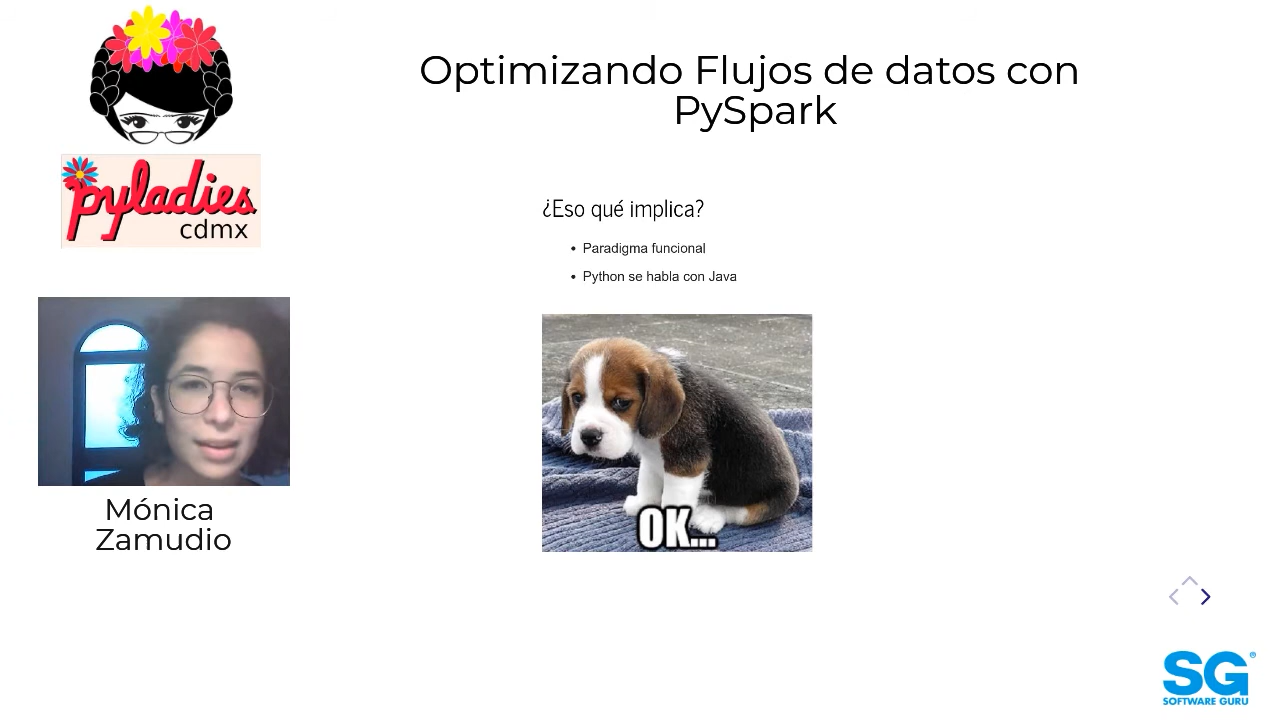 Optimizando Flujos de datos con
PySpark
pyladies
cdmx
¿Eso qué implica?
• Paradigma funcional
• Python se habla con Java
OK...
Mónica
Zamudio
SG®
SOFTWARE GURU